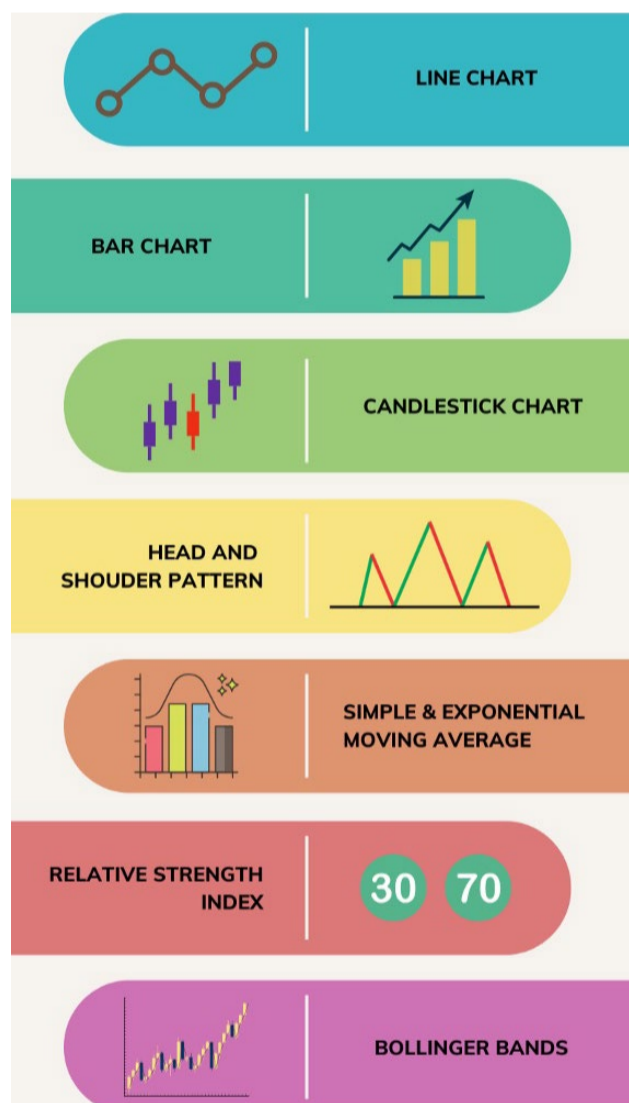 LINE CHART
BAR CHART
CANDLESTICK CHART
HEAD AND
SHOUDER PATTERN
SIMPLE & EXPONENTIAL
MOVING AVERAGE
RELATIVE STRENGTH
INDEX
30 70
BOLLINGER BANDS